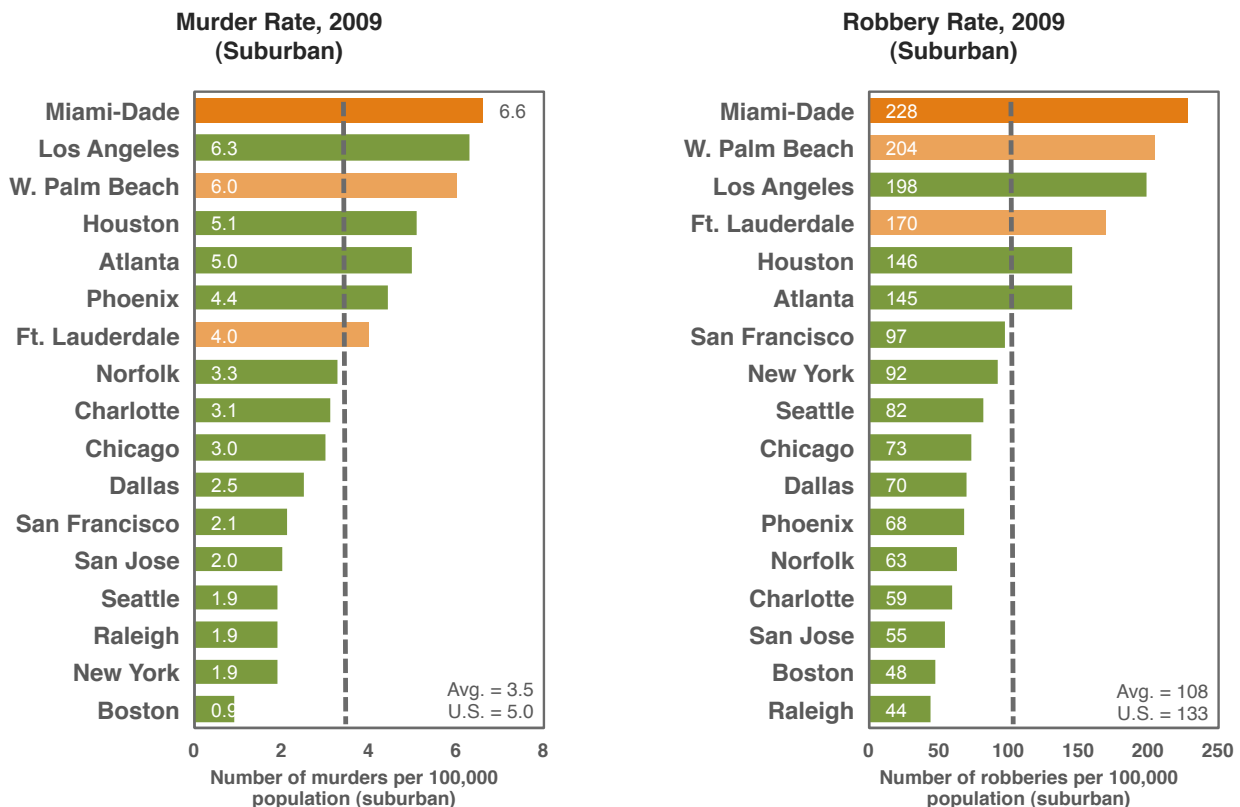 Murder Rate, 2009
(Suburban)
Miami-Dade 6.6
Los Angeles 6.3
W. Palm Beach 6.0
Houston 5.1
Atlanta 5.0
Phoenix 4.4
Ft. Lauderdale 4.0
Norfolk 3.3
Charlotte 3.1
Chicago 3.0
Dallas 2.5
San Francisco 2.1
San Jose 2.0
Seattle 1.9
Raleigh 1.9
New York 1.9
Boston 0.9
Avg. = 3.5
U.S. = 5.0
0 2 4 6 8
Number of murders per 100,000
population (suburban)
Robbery Rate, 2009
(Suburban)
Miami-Dade 228
W. Palm Beach 204
Los Angeles 198
Ft. Lauderdale 170
Houston 146
Atlanta 145
San Francisco 97
New York 92
Seattle 82
Chicago 73
Dallas 70
Phoenix 68
Norfolk 63
Charlotte 59
San Jose 55
Boston 48
Raleigh 44
Avg. = 108
U.S. = 133
0 50 100 150 200 250
Number of robberies per 100,000
population (suburban)